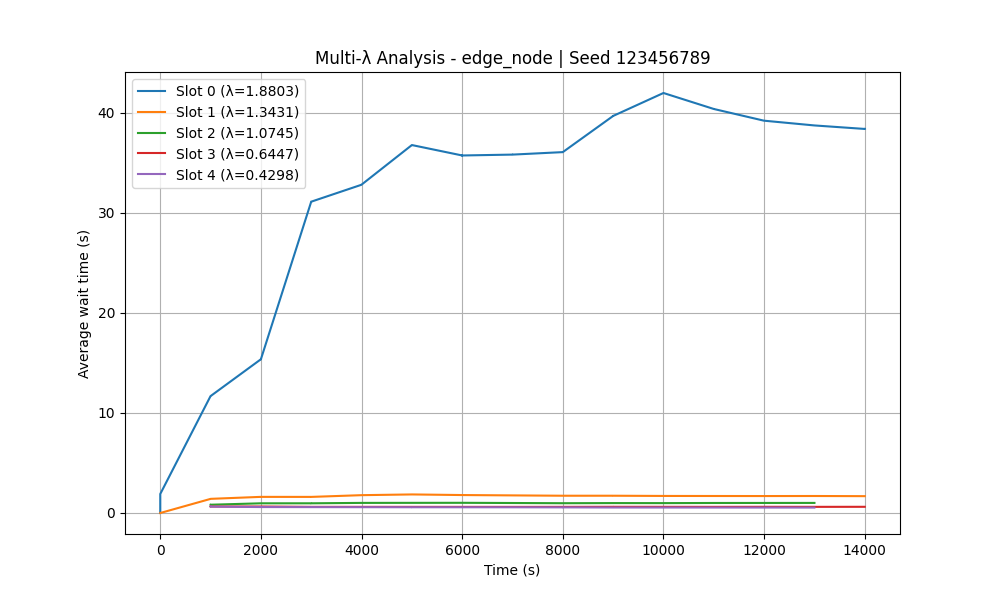 Multi-λ Analysis - edge_node | Seed 123456789
Slot 0 (λ=1.8803)
Slot 1 (λ=1.3431)
Slot 2 (λ=1.0745)
Slot 3 (λ=0.6447)
Slot 4 (λ=0.4298)
Average wait time (s)
40
30
20
10
0
0 2000 4000 6000 8000 10000 12000 14000
Time (s)